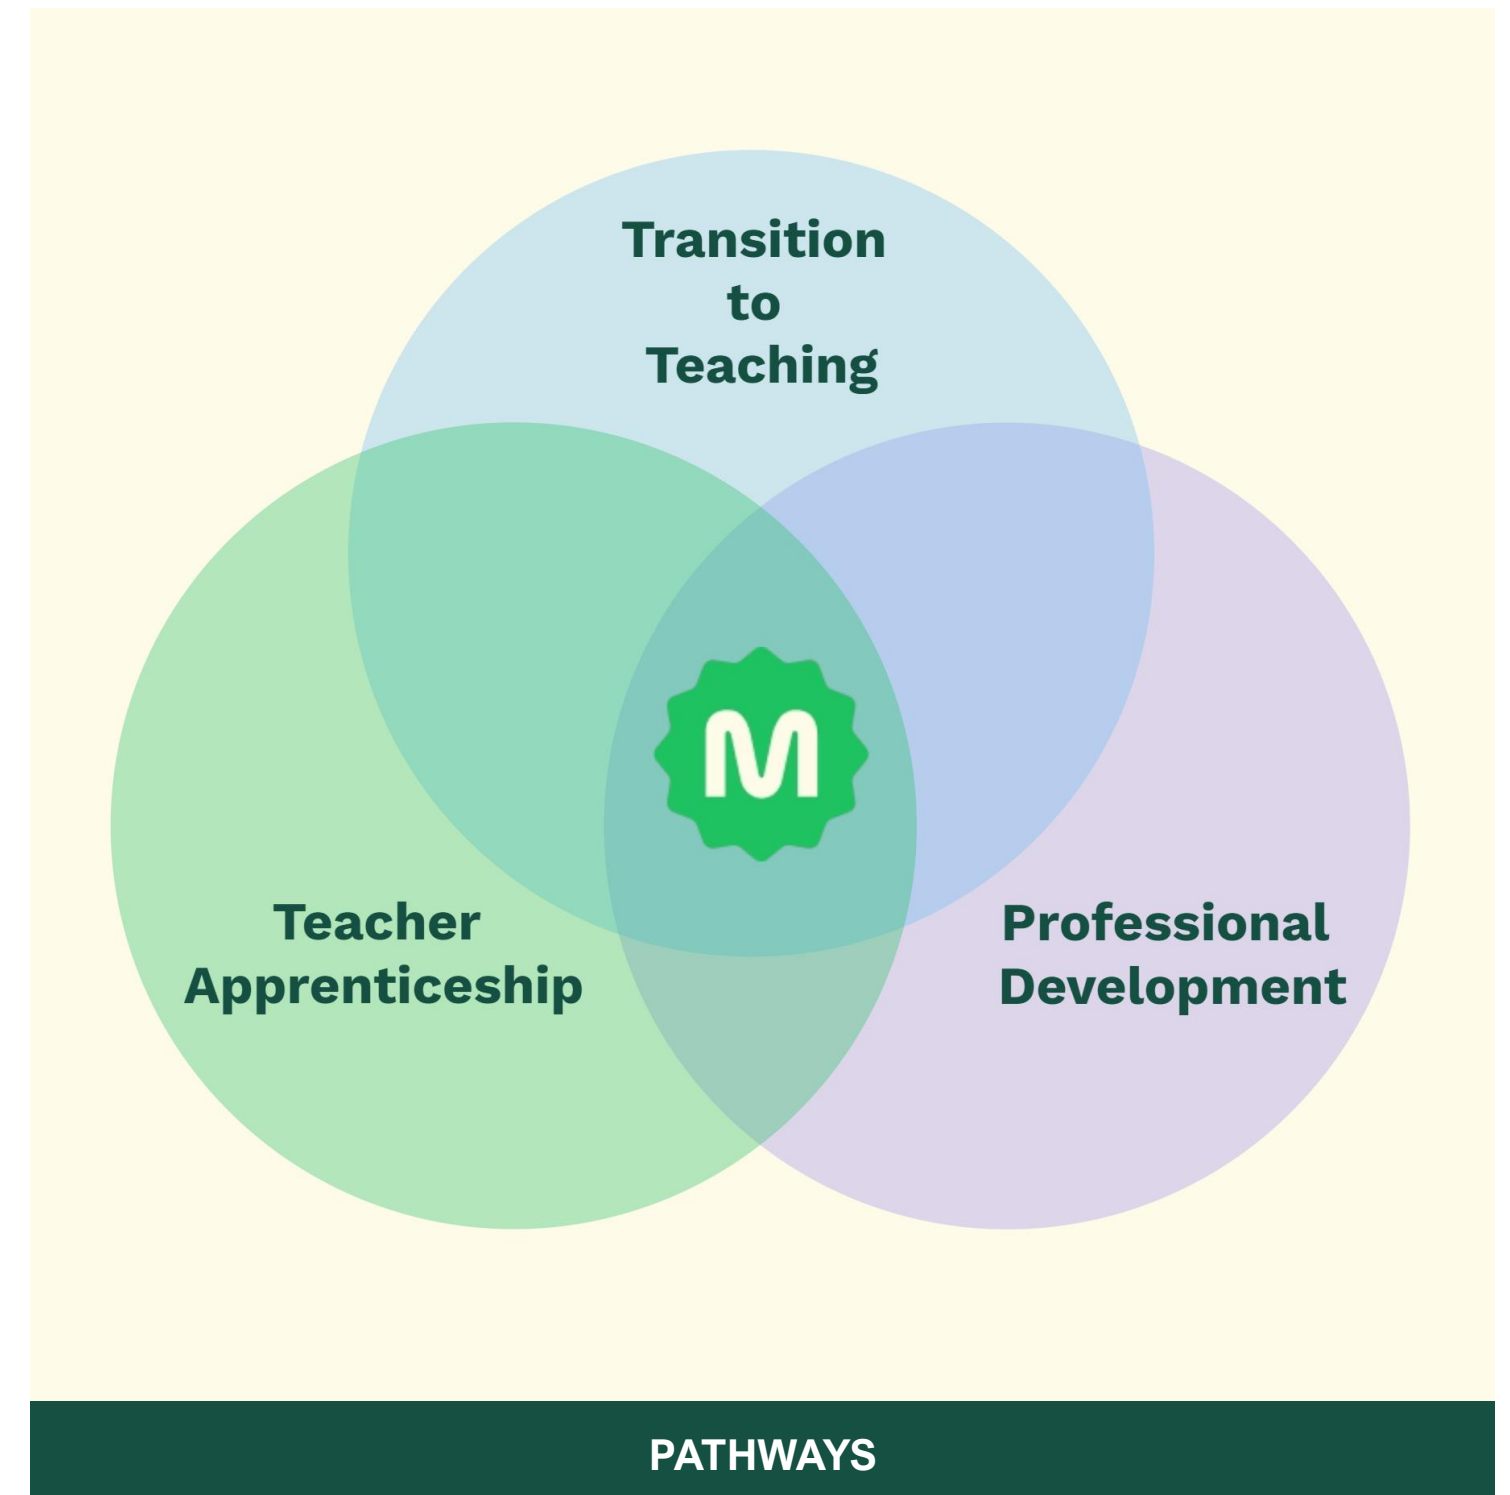 Transition
to
Teaching
M
Teacher
Apprenticeship
Professional
Development
PATHWAYS